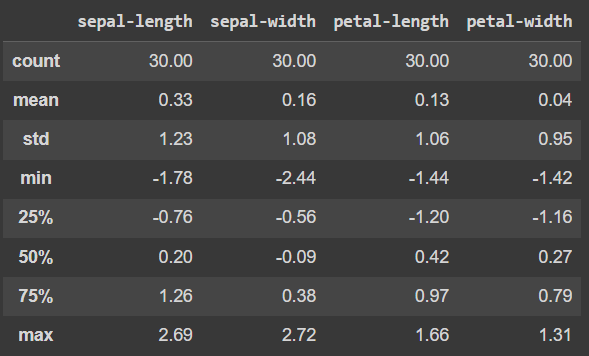 sepal-length sepal-width petal-length petal-width
count 30.00 30.00 30.00 30.00
mean 0.33 0.16 0.13 0.04
std 1.23 1.08 1.06 0.95
min -1.78 -2.44 -1.44 -1.42
25% -0.76 -0.56 -1.20 -1.16
50% 0.20 -0.09 0.42 0.27
75% 1.26 0.38 0.97 0.79
max 2.69 2.72 1.66 1.31